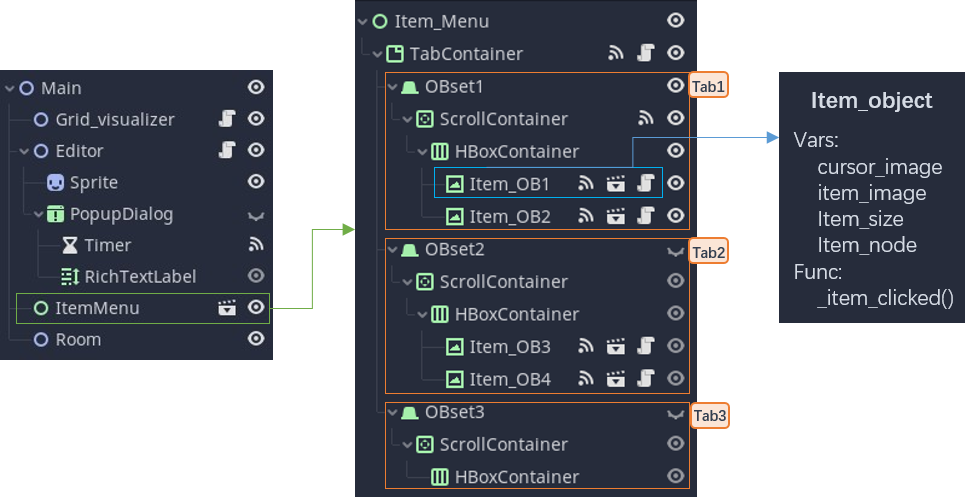 Main
Grid_visualizer
Editor
Sprite
PopupDialog
Timer
RichTextLabel
ItemMenu
Room
Item_Menu
TabContainer
OBset1
Tab1
ScrollContainer
HBoxContainer
Item_OB1
Item_OB2
OBset2
Tab2
ScrollContainer
HBoxContainer
Item_OB3
Item_OB4
OBset3
Tab3
ScrollContainer
HBoxContainer
Item_object
Vars:
cursor_image
item_image
Item_size
Item_node
Func:
_item_clicked()